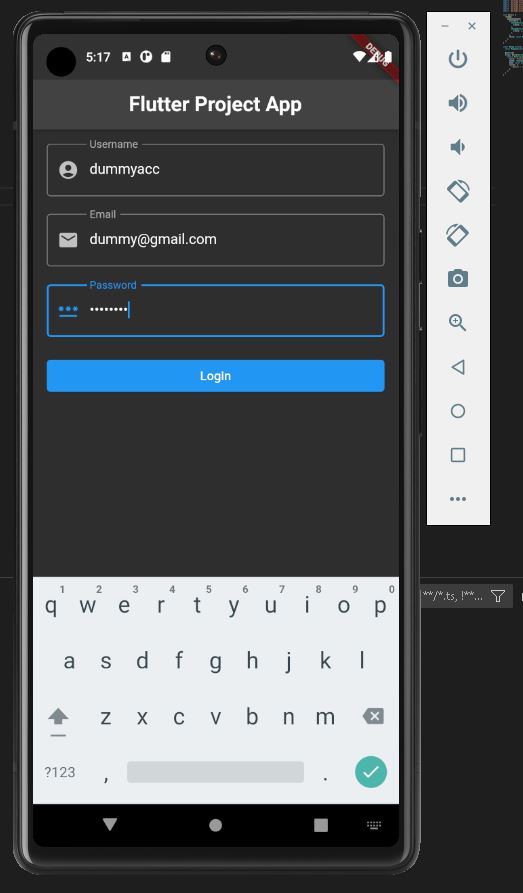 5:17
DEBUG
Flutter Project App
Username
dummyacc
Email
dummy@gmail.com
Password
••••••••
LogIn
1 2 3 4 5 6 7 8 9 0
q w e r t y u i o p
a s d f g h j k l
z x c v b n m
?123 , .
!**/*.ts, !**...